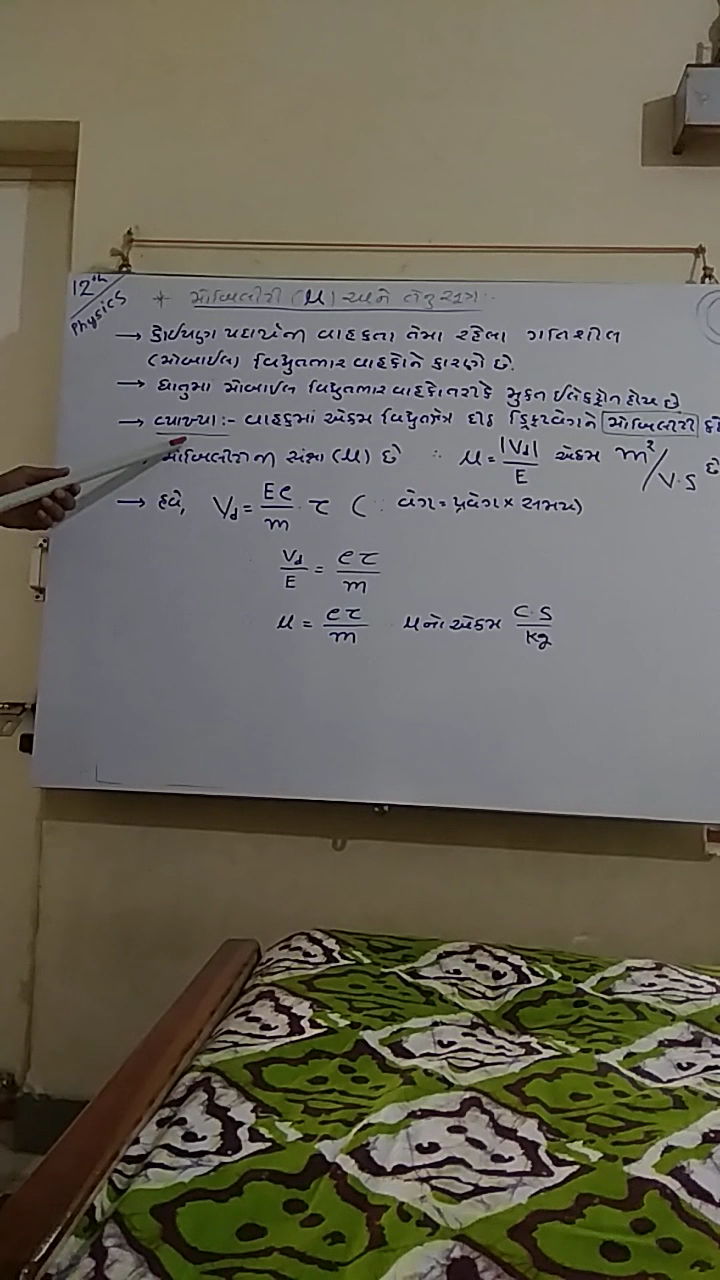 12th
Physics
* મોબિલીટી (μ) અને તેનું સૂત્ર :-
→ કોઈપણ પદાર્થની વાહકતા તેમા રહેલા ગતિશીલ
(મોબાઈલ) વિદ્યુતભાર વાહકોને કારણે છે.
→ ધાતુમા મોબાઈલ વિદ્યુતભાર વાહકો તરીકે મુક્ત ઈલેક્ટ્રોન હોય છે.
→ વ્યાખ્યા :- વાહકમાં એકમ વિદ્યુતક્ષેત્ર દીઠ ડ્રિફ્ટવેગને મોબિલીટી કહે
મોબિલીટીની સંજ્ઞા (μ) છે ∴ μ = |Vd|/E એકમ m²/V·S છે
→ હવે, Vd = Ee/m · τ (∵ વેગ = પ્રવેગ × સમય)
Vd/E = eτ/m
μ = eτ/m μનો એકમ C·S/kg